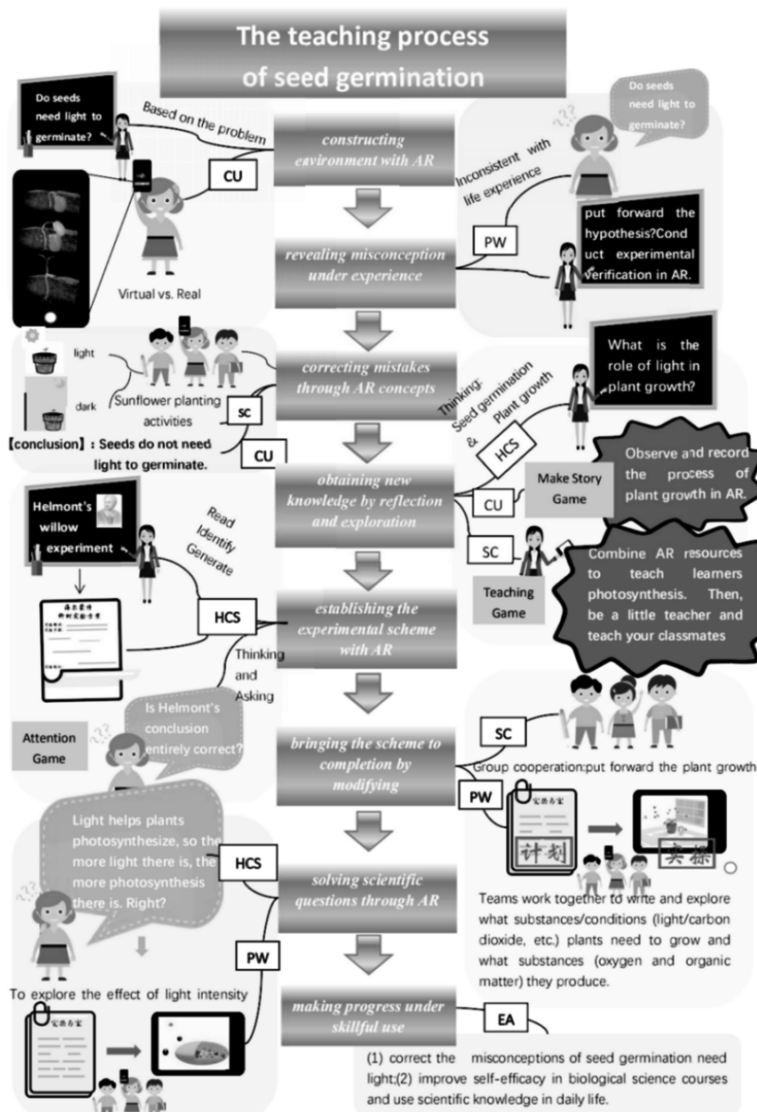 The teaching process
of seed germination
Do seeds
need light to
germinate?
Based on the problem
CU
Virtual vs. Real
constructing
environment with AR
Do seeds
need light to
germinate?
Inconsistent with
life experience
PW
put forward the
hypothesis?Cond
uct experimental
verification in AR.
revealing misconception
under experience
light
dark
Sunflower planting
activities
SC
CU
【conclusion】: Seeds do not need
light to germinate.
correcting mistakes
through AR concepts
What is the
role of light in
plant growth?
Thinking:
Seed germination
& Plant growth
HCS
CU
SC
Make Story
Game
Observe and record
the process of
plant growth in AR.
Teaching
Game
Combine AR resources
to teach learners
photosynthesis. Then,
be a little teacher and
teach your classmates
obtaining new
knowledge by reflection
and exploration
Helmont's
willow
experiment
Read
Identify
Generate
HCS
Thinking
and
Asking
Attention
Game
Is Helmont's
conclusion
entirely correct?
establishing the
experimental scheme
with AR
bringing the scheme to
completion by
modifying
SC
Group cooperation:put forward the plant growth
PW
计划
实操
Teams work together to write and explore
what substances/conditions (light/carbon
dioxide, etc.) plants need to grow and
what substances (oxygen and organic
matter) they produce.
Light helps plants
photosynthesize, so the
more light there is, the
more photosynthesis
there is. Right?
HCS
PW
To explore the effect of light intensity
solving scientific
questions through AR
making progress under
skillful use
EA
(1) correct the misconceptions of seed germination need
light;(2) improve self-efficacy in biological science courses
and use scientific knowledge in daily life.